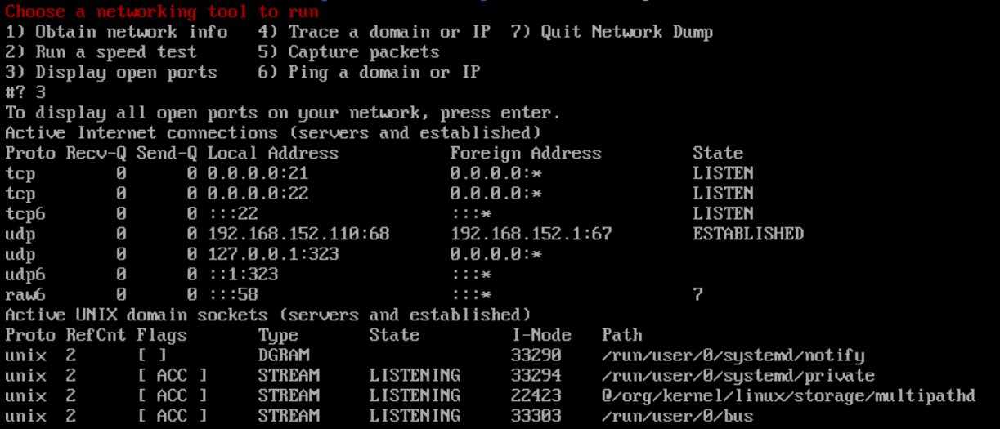 Choose a networking tool to run
1) Obtain network info   4) Trace a domain or IP  7) Quit Network Dump
2) Run a speed test      5) Capture packets
3) Display open ports    6) Ping a domain or IP
#? 3
To display all open ports on your network, press enter.
Active Internet connections (servers and established)
Proto Recv-Q Send-Q Local Address           Foreign Address         State
tcp        0      0 0.0.0.0:21              0.0.0.0:*               LISTEN
tcp        0      0 0.0.0.0:22              0.0.0.0:*               LISTEN
tcp6       0      0 :::22                   :::*                    LISTEN
udp        0      0 192.168.152.110:68      192.168.152.1:67        ESTABLISHED
udp        0      0 127.0.0.1:323           0.0.0.0:*
udp6       0      0 ::1:323                 :::*
raw6       0      0 :::58                   :::*                    7
Active UNIX domain sockets (servers and established)
Proto RefCnt Flags       Type       State         I-Node   Path
unix  2      [ ]         DGRAM                    33290    /run/user/0/systemd/notify
unix  2      [ ACC ]     STREAM     LISTENING     33294    /run/user/0/systemd/private
unix  2      [ ACC ]     STREAM     LISTENING     22423    @/org/kernel/linux/storage/multipathd
unix  2      [ ACC ]     STREAM     LISTENING     33303    /run/user/0/bus